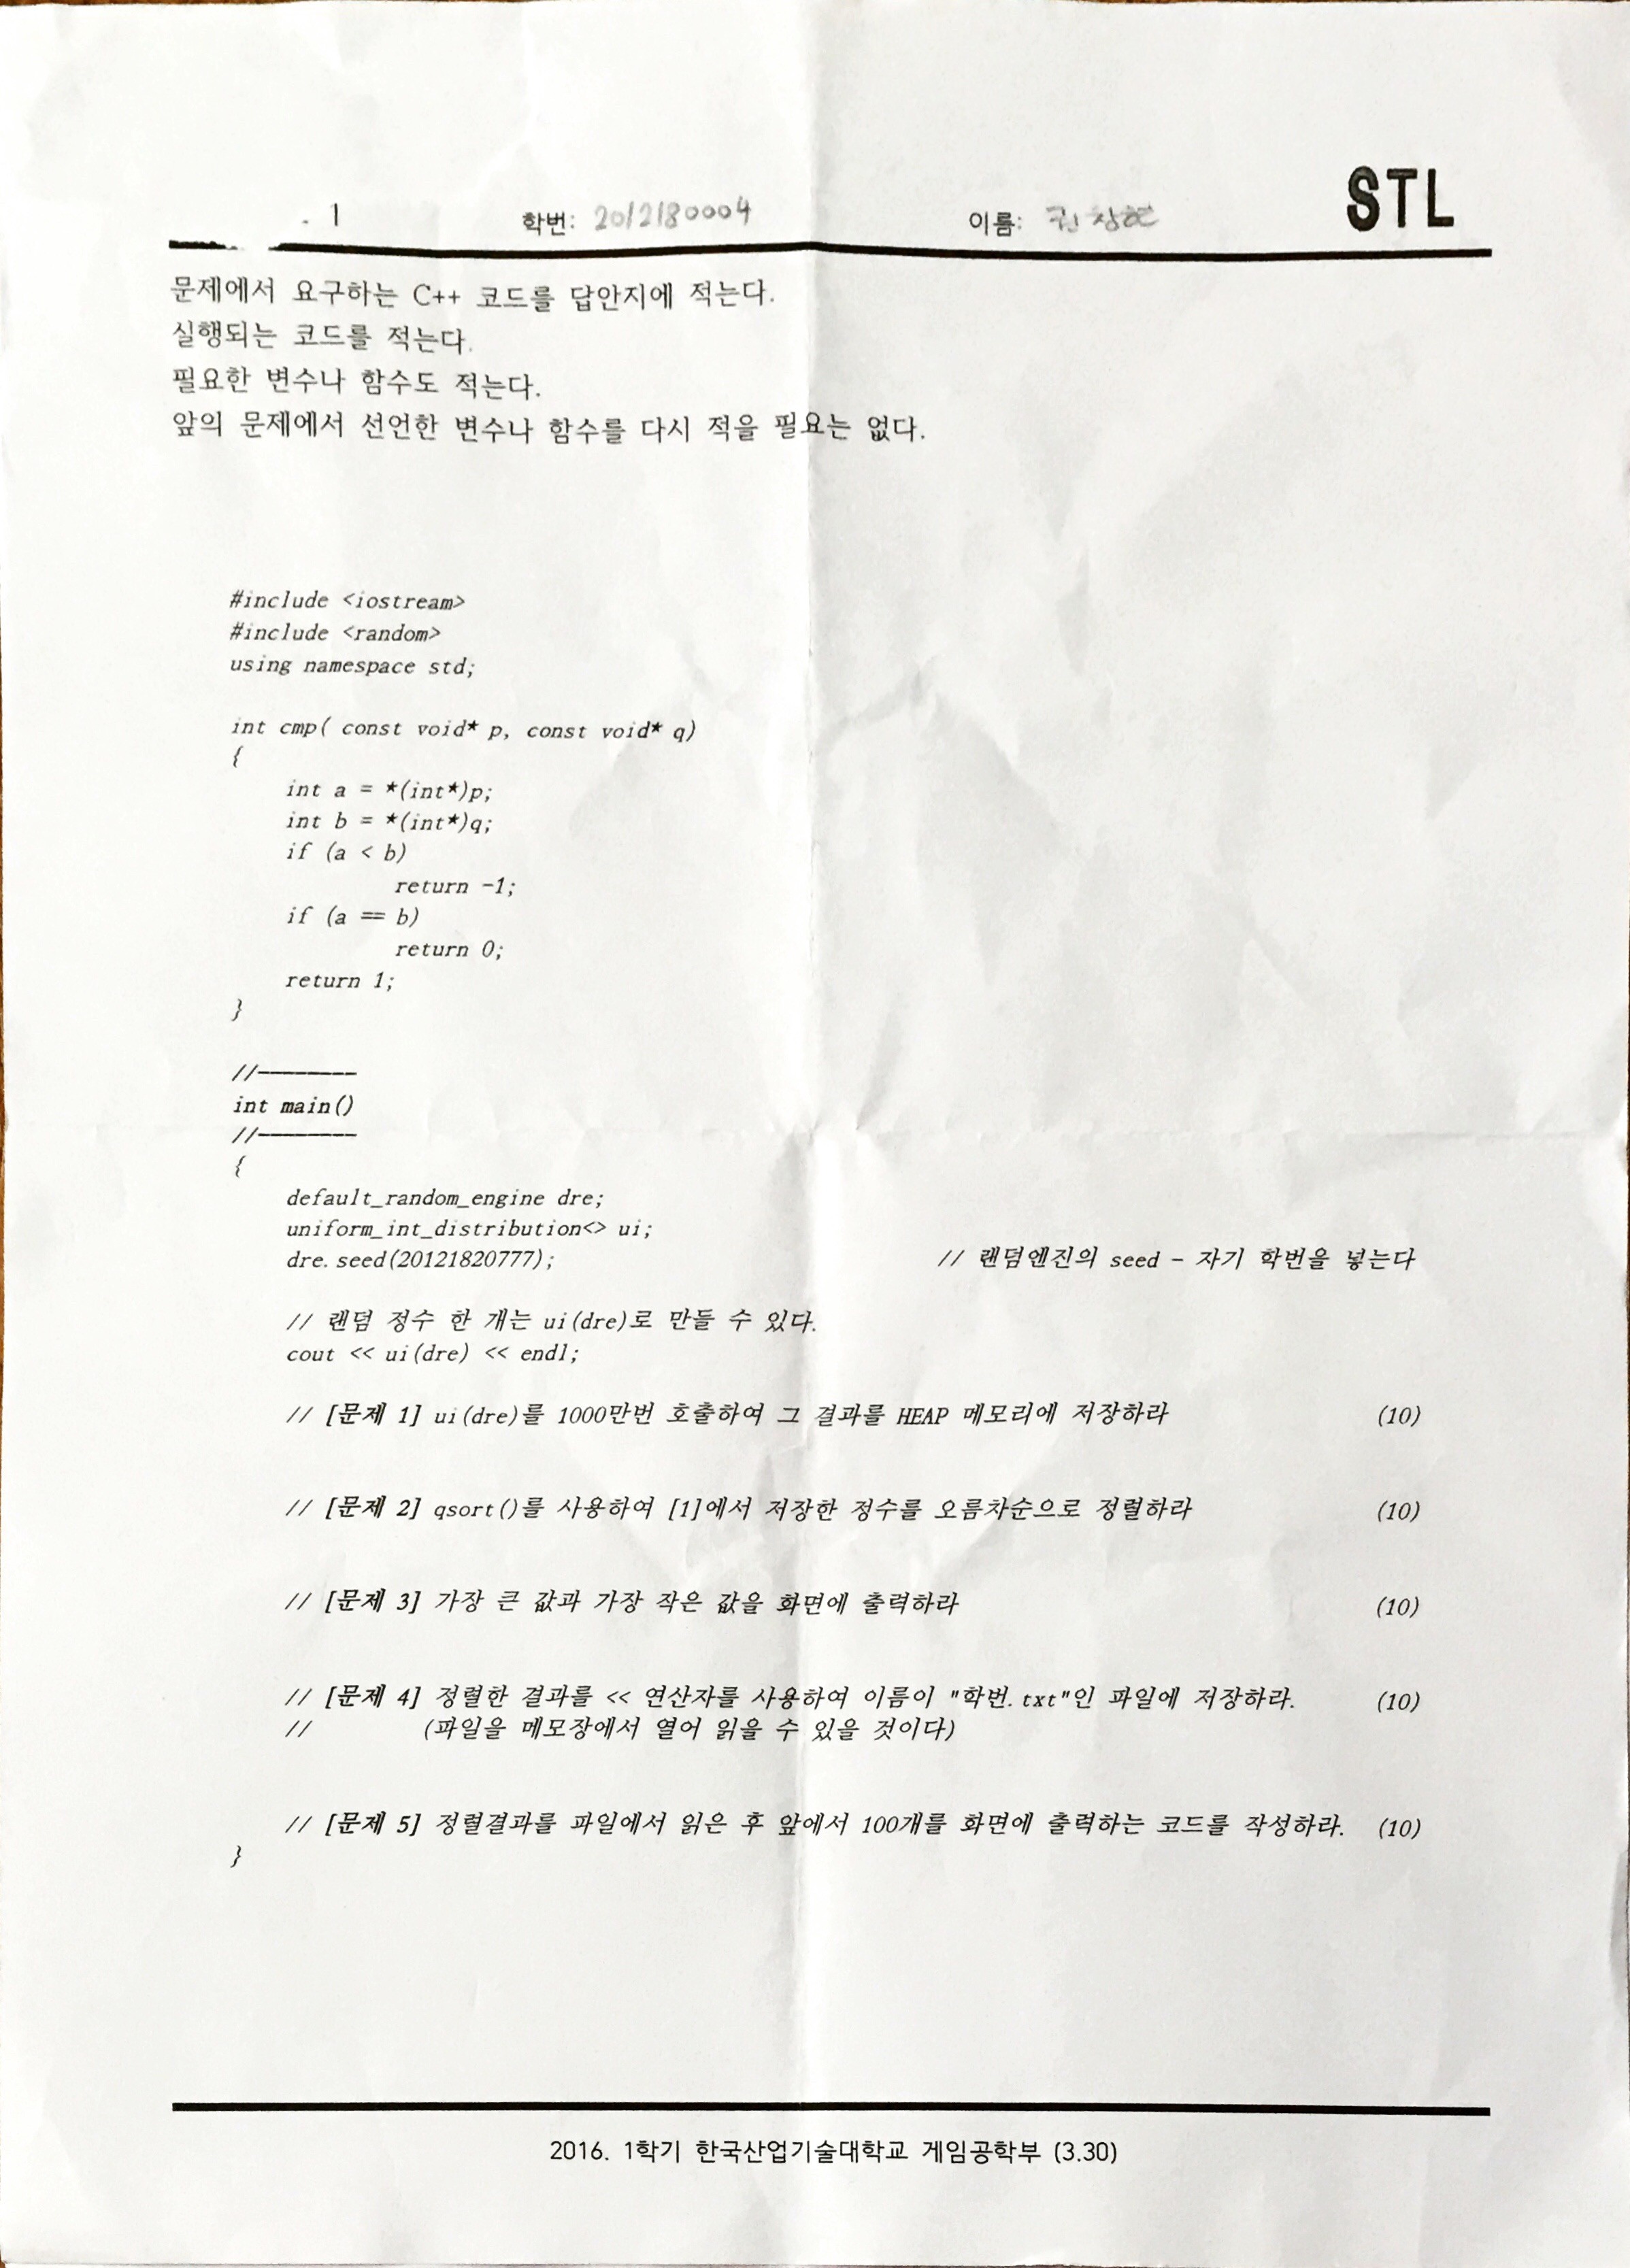 1 학번: 2012180004 이름: STL
문제에서 요구하는 C++ 코드를 답안지에 적는다.
실행되는 코드를 적는다.
필요한 변수나 함수도 적는다.
앞의 문제에서 선언한 변수나 함수를 다시 적을 필요는 없다.
#include <iostream>
#include <random>
using namespace std;
int cmp( const void* p, const void* q)
{
int a = *(int*)p;
int b = *(int*)q;
if (a < b)
return -1;
if (a == b)
return 0;
return 1;
}
//————————
int main()
//————————
{
default_random_engine dre;
uniform_int_distribution<> ui;
dre.seed(20121820777); // 랜덤엔진의 seed - 자기 학번을 넣는다
// 랜덤 정수 한 개는 ui(dre)로 만들 수 있다.
cout << ui(dre) << endl;
// [문제 1] ui(dre)를 1000만번 호출하여 그 결과를 HEAP 메모리에 저장하라 (10)
// [문제 2] qsort()를 사용하여 [1]에서 저장한 정수를 오름차순으로 정렬하라 (10)
// [문제 3] 가장 큰 값과 가장 작은 값을 화면에 출력하라 (10)
// [문제 4] 정렬한 결과를 << 연산자를 사용하여 이름이 "학번.txt"인 파일에 저장하라. (10)
// (파일을 메모장에서 열어 읽을 수 있을 것이다)
// [문제 5] 정렬결과를 파일에서 읽은 후 앞에서 100개를 화면에 출력하는 코드를 작성하라. (10)
}
2016. 1학기 한국산업기술대학교 게임공학부 (3.30)